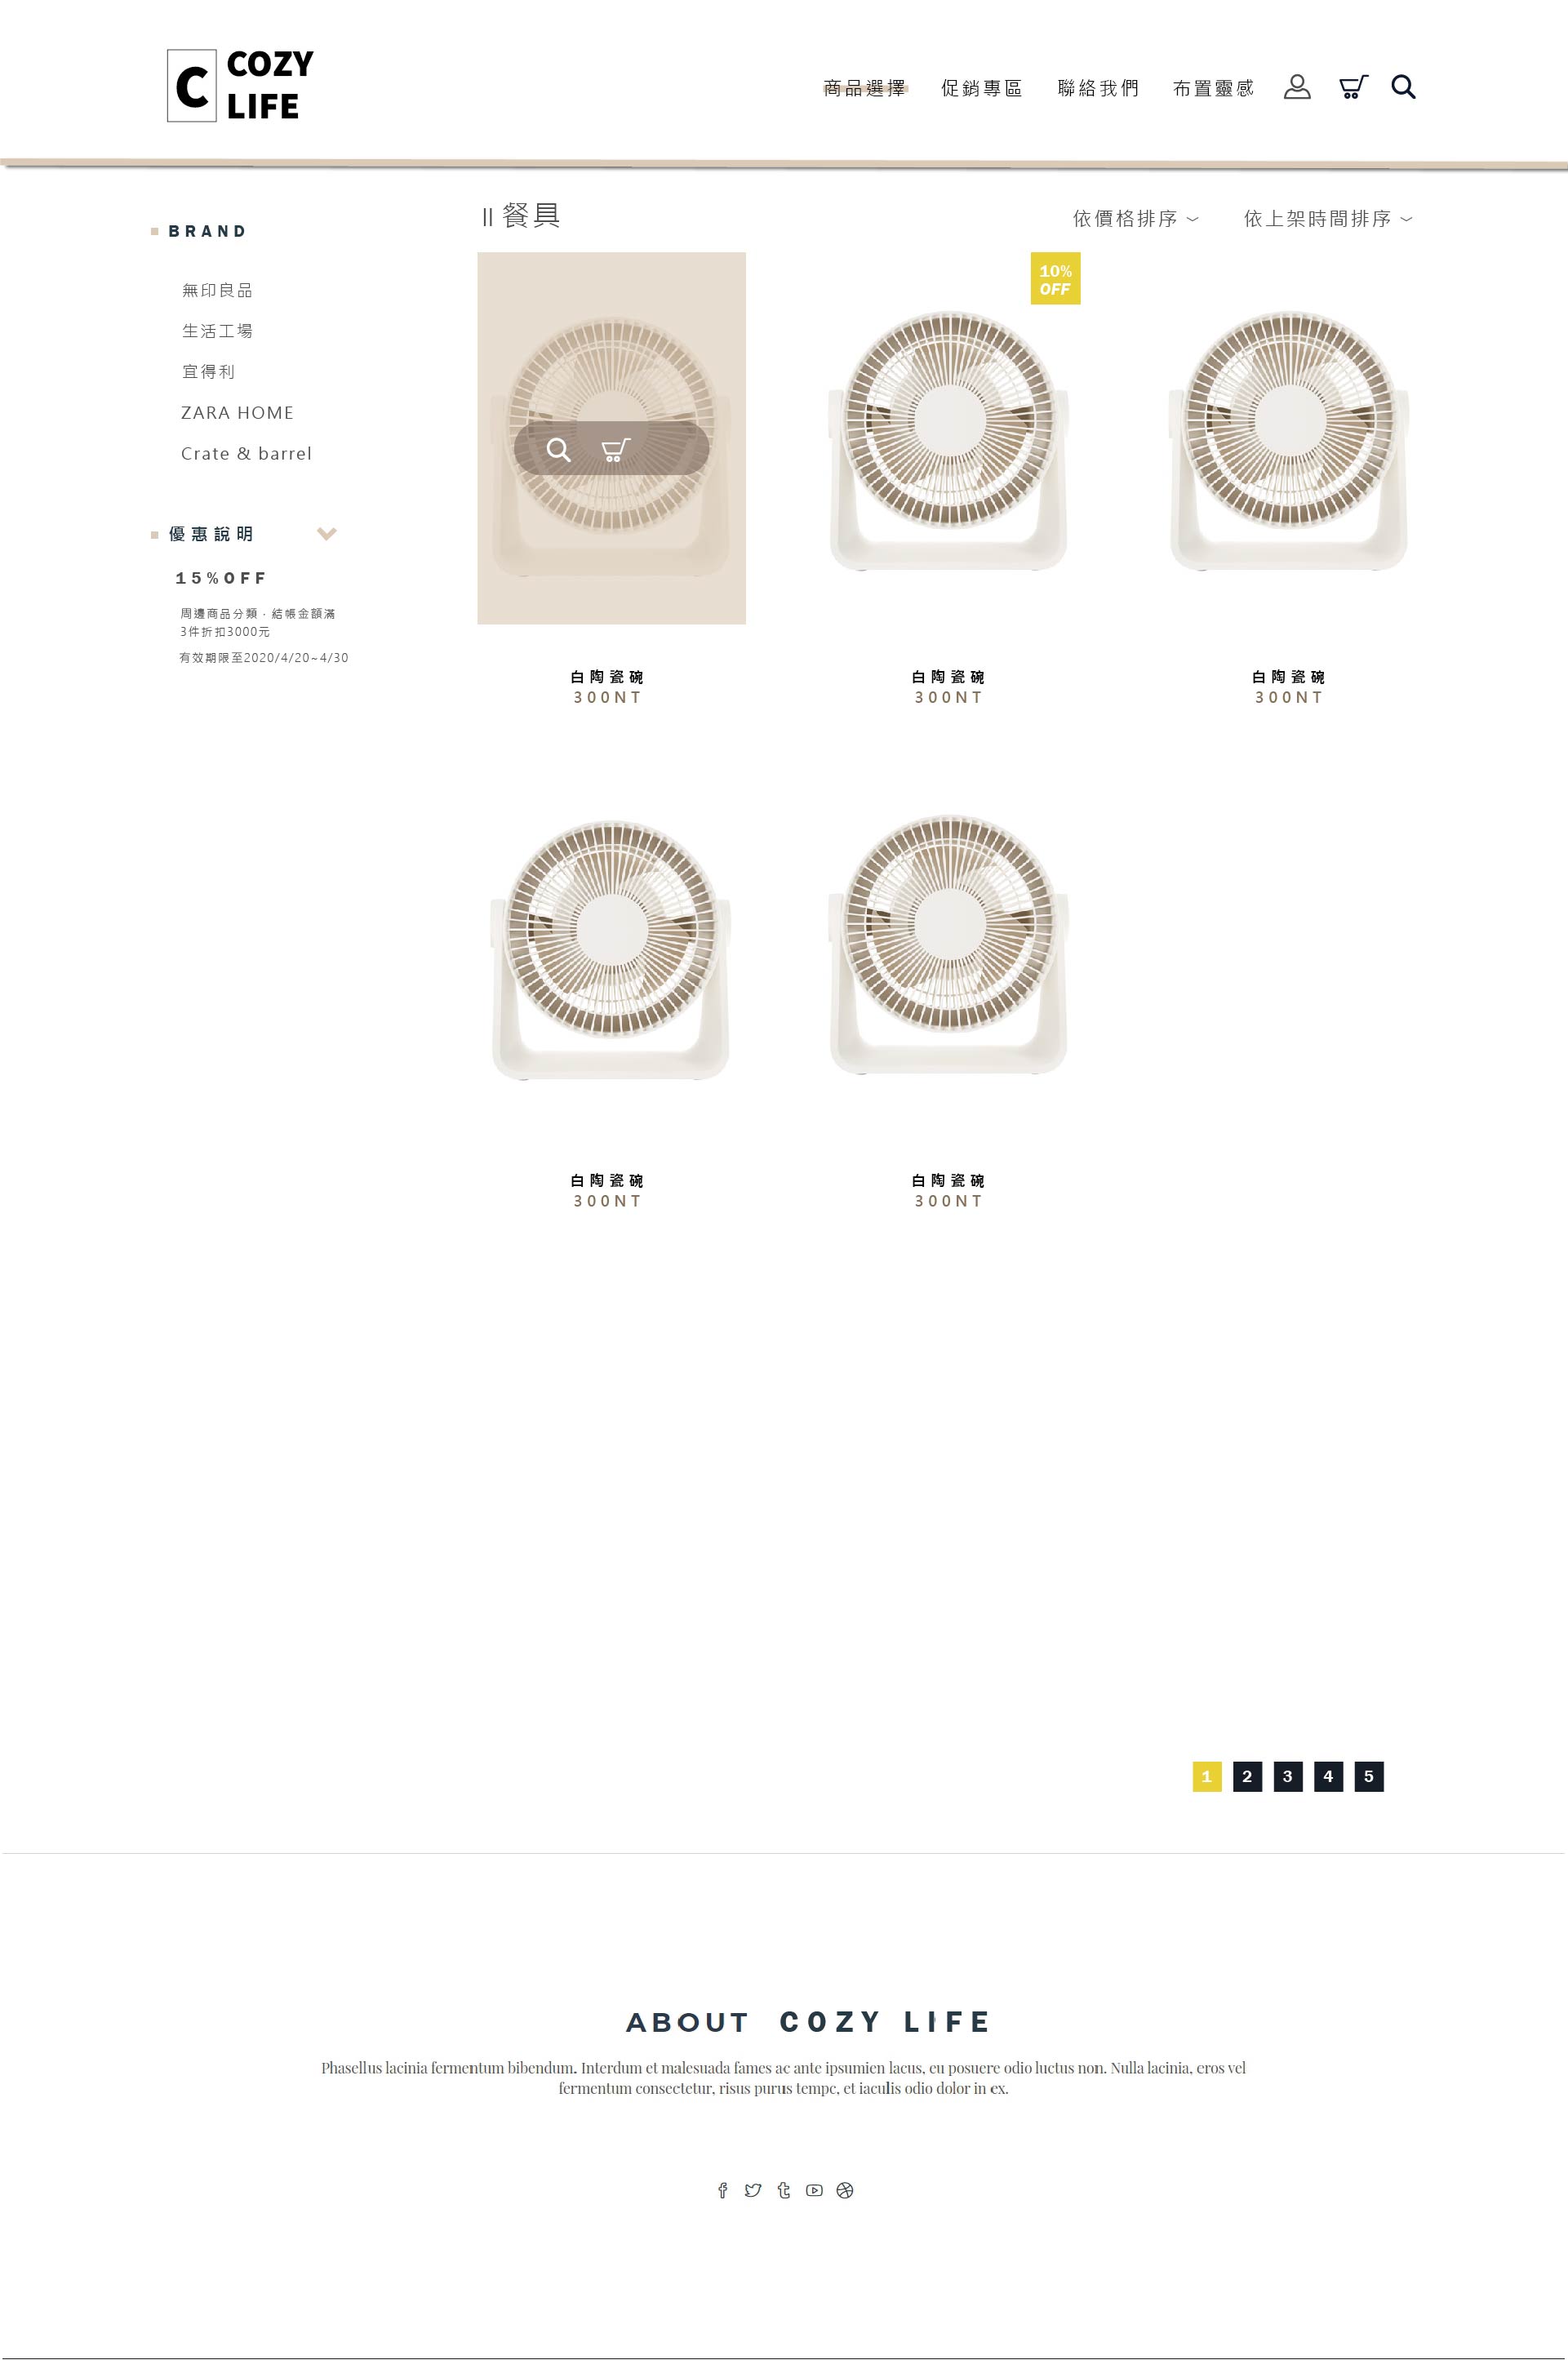 C
COZY
LIFE
商品選擇
促銷專區
聯絡我們
布置靈感
BRAND
無印良品
生活工場
宜得利
ZARA HOME
Crate & barrel
優惠說明
15%OFF
周邊商品分類．結帳金額滿
3件折扣3000元
有效期限至2020/4/20~4/30
餐具
依價格排序
依上架時間排序
10%
OFF
白陶瓷碗
300NT
白陶瓷碗
300NT
白陶瓷碗
300NT
白陶瓷碗
300NT
白陶瓷碗
300NT
1 2 3 4 5
ABOUT COZY LIFE
Phasellus lacinia fermentum bibendum. Interdum et malesuada fames ac ante ipsumien lacus, eu posuere odio luctus non. Nulla lacinia, eros vel
fermentum consectetur, risus purus tempc, et iaculis odio dolor in ex.